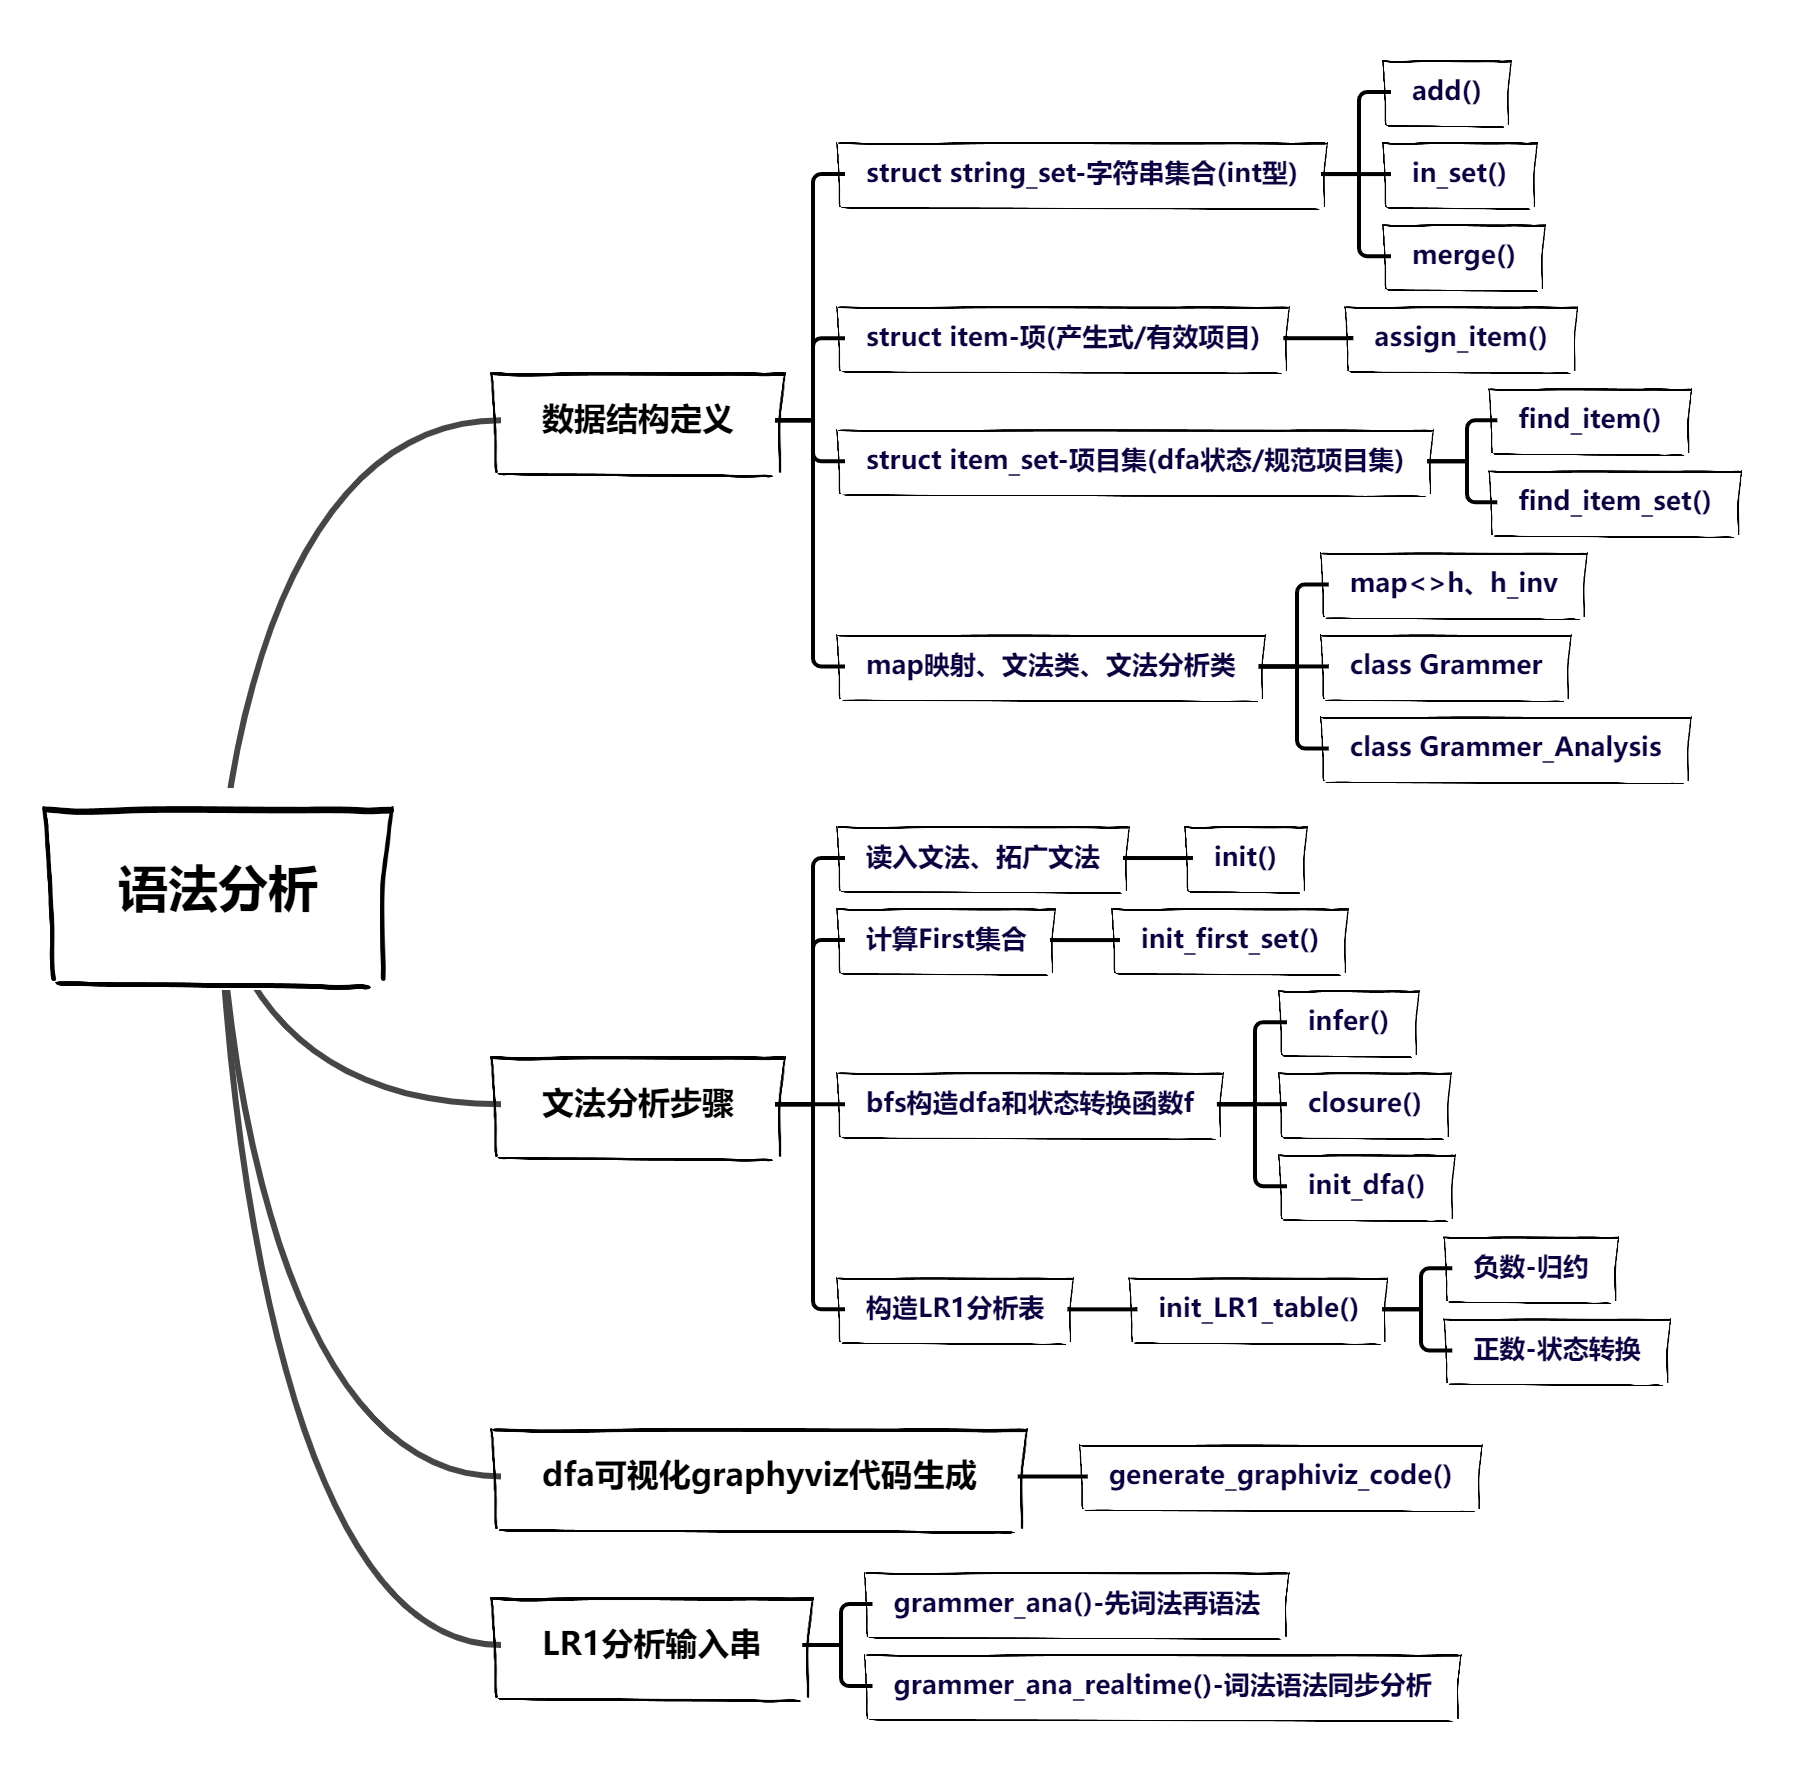 语法分析
数据结构定义
struct string_set-字符串集合(int型)
add()
in_set()
merge()
struct item-项(产生式/有效项目)
assign_item()
struct item_set-项目集(dfa状态/规范项目集)
find_item()
find_item_set()
map映射、文法类、文法分析类
map<>h、h_inv
class Grammer
class Grammer_Analysis
文法分析步骤
读入文法、拓广文法
init()
计算First集合
init_first_set()
bfs构造dfa和状态转换函数f
infer()
closure()
init_dfa()
构造LR1分析表
init_LR1_table()
负数-归约
正数-状态转换
dfa可视化graphyviz代码生成
generate_graphiviz_code()
LR1分析输入串
grammer_ana()-先词法再语法
grammer_ana_realtime()-词法语法同步分析